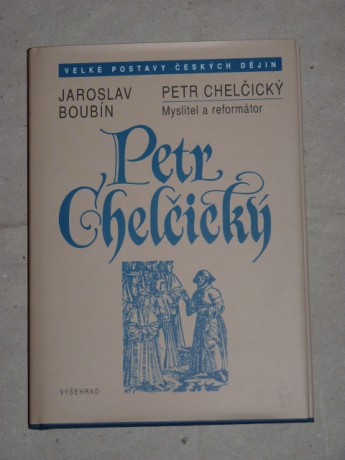 VELKÉ POSTAVY ČESKÝCH DĚJIN
JAROSLAV BOUBÍN
PETR CHELČICKÝ
Myslitel a reformátor
Petr
Chelčický
VYŠEHRAD